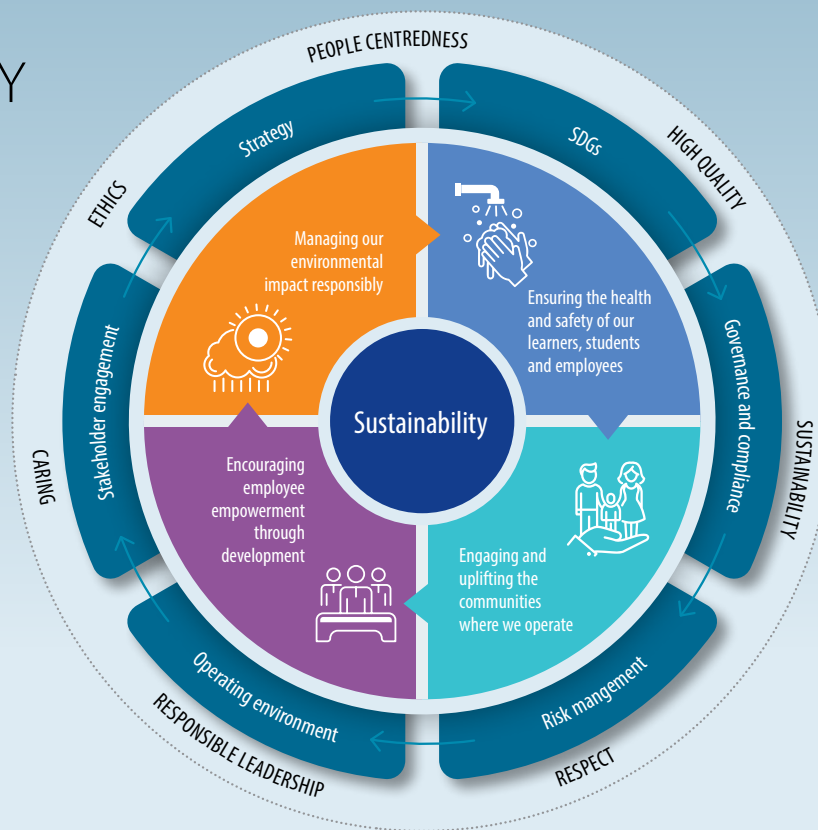 Y
PEOPLE CENTREDNESS
HIGH QUALITY
SUSTAINABILITY
RESPECT
RESPONSIBLE LEADERSHIP
CARING
ETHICS
Strategy
SDGs
Governance and compliance
Risk mangement
Operating environment
Stakeholder engagement
Managing our
environmental
impact responsibly
Ensuring the health
and safety of our
learners, students
and employees
Engaging and
uplifting the
communities
where we operate
Encouraging
employee
empowerment
through
development
Sustainability